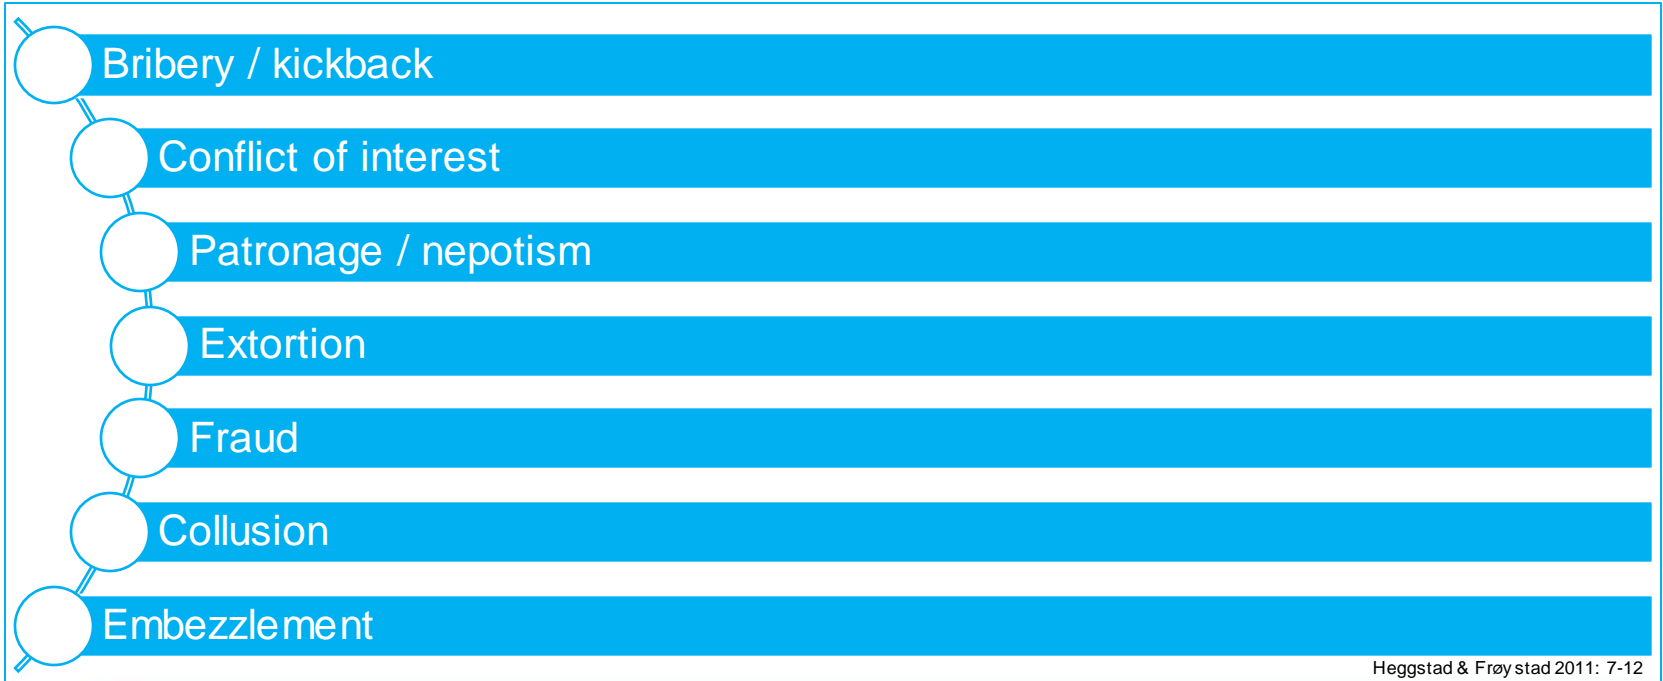 Bribery / kickback
Conflict of interest
Patronage / nepotism
Extortion
Fraud
Collusion
Embezzlement
Heggstad & Frøystad 2011: 7-12